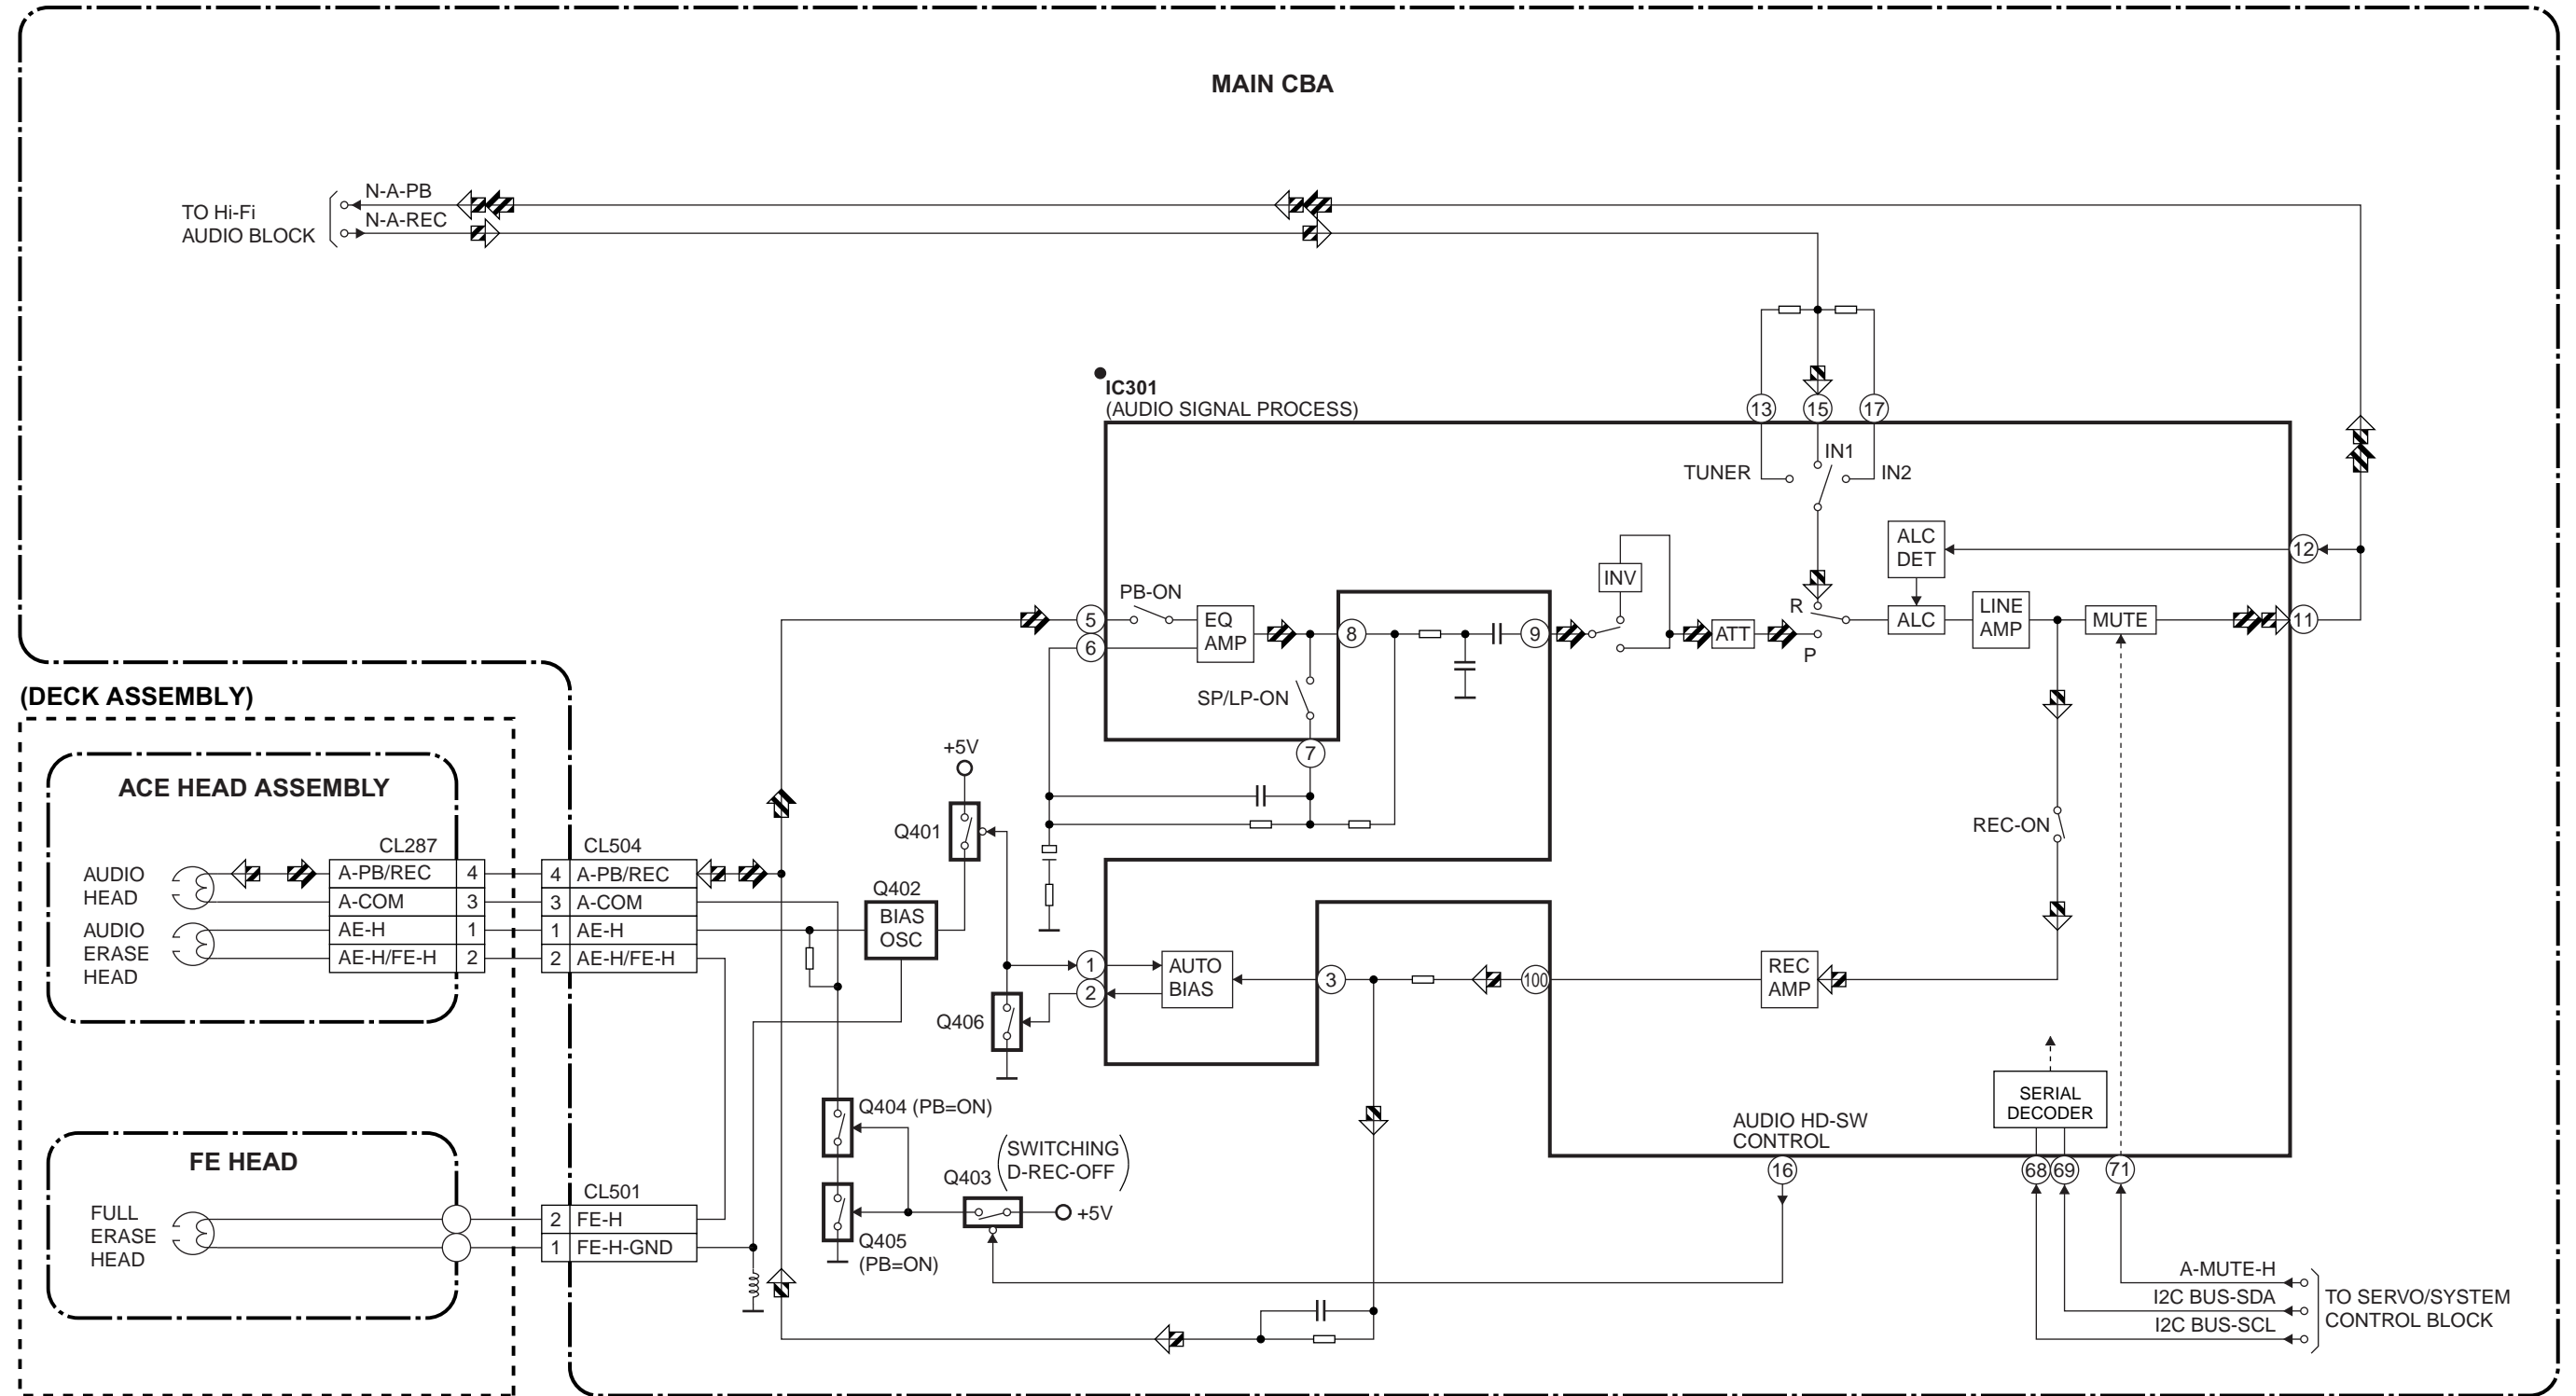 MAIN CBA
TO Hi-Fi
AUDIO BLOCK
N-A-PB
N-A-REC
IC301
(AUDIO SIGNAL PROCESS)
13
15
17
TUNER
IN1
IN2
ALC
DET
12
INV
PB-ON
5
6
EQ
AMP
8
9
ATT
R
P
ALC
LINE
AMP
MUTE
11
SP/LP-ON
7
(DECK ASSEMBLY)
ACE HEAD ASSEMBLY
CL287
CL504
AUDIO
HEAD
AUDIO
ERASE
HEAD
A-PB/REC 4
A-COM 3
AE-H 1
AE-H/FE-H 2
4 A-PB/REC
3 A-COM
1 AE-H
2 AE-H/FE-H
+5V
Q401
Q402
BIAS
OSC
Q406
1
2
AUTO
BIAS
3
100
REC
AMP
REC-ON
SERIAL
DECODER
AUDIO HD-SW
CONTROL
16
68
69
71
Q404 (PB=ON)
Q403
(SWITCHING
D-REC-OFF)
+5V
Q405
(PB=ON)
FE HEAD
FULL
ERASE
HEAD
CL501
2 FE-H
1 FE-H-GND
A-MUTE-H
I2C BUS-SDA
I2C BUS-SCL
TO SERVO/SYSTEM
CONTROL BLOCK